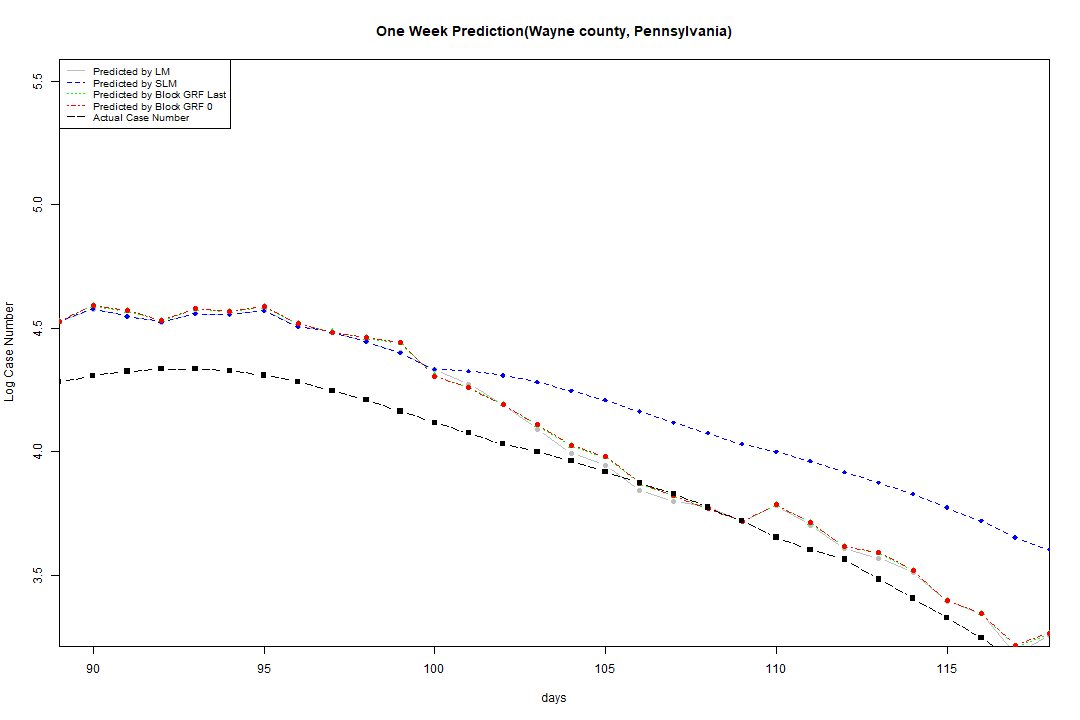 One Week Prediction(Wayne county, Pennsylvania)
Predicted by LM
Predicted by SLM
Predicted by Block GRF Last
Predicted by Block GRF 0
Actual Case Number
5.5
5.0
4.5
4.0
3.5
Log Case Number
90 95 100 105 110 115
days